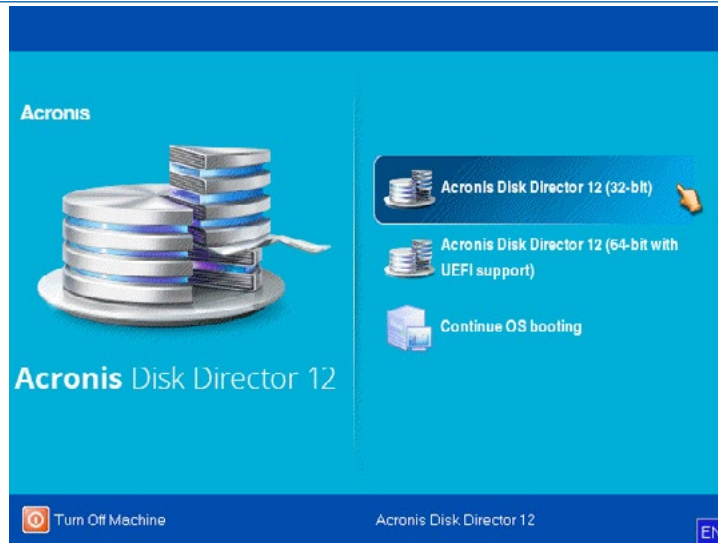 Acronis
Acronis Disk Director 12
Acronis Disk Director 12 (32-bit)
Acronis Disk Director 12 (64-bit with
UEFI support)
Continue OS booting
Turn Off Machine
Acronis Disk Director 12
EN